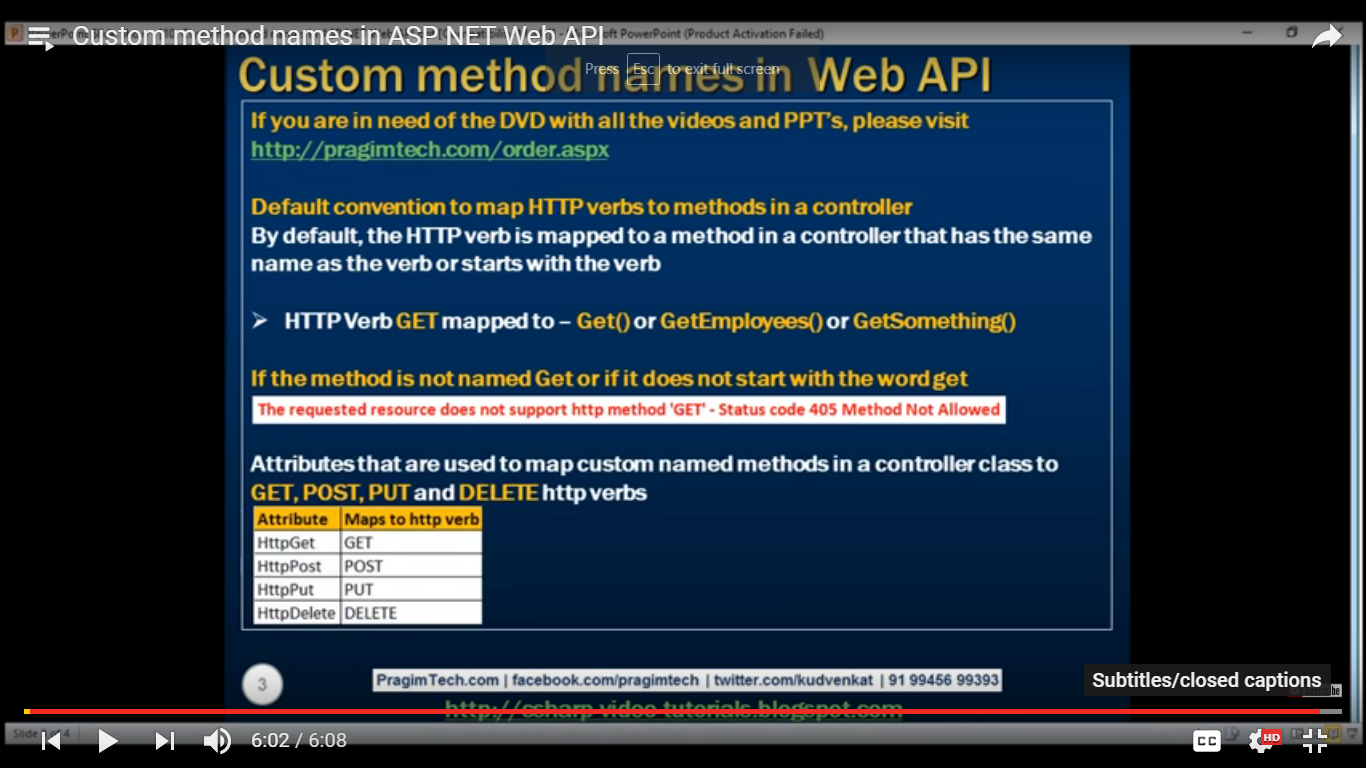 Custom method names in ASP NET Web API
soft PowerPoint (Product Activation Failed)
Press Esc to exit full screen
Custom method names in Web API
If you are in need of the DVD with all the videos and PPT's, please visit
http://pragimtech.com/order.aspx
Default convention to map HTTP verbs to methods in a controller
By default, the HTTP verb is mapped to a method in a controller that has the same
name as the verb or starts with the verb
➢ HTTP Verb GET mapped to – Get() or GetEmployees() or GetSomething()
If the method is not named Get or if it does not start with the word get
The requested resource does not support http method 'GET' - Status code 405 Method Not Allowed
Attributes that are used to map custom named methods in a controller class to
GET, POST, PUT and DELETE http verbs
Attribute Maps to http verb
HttpGet GET
HttpPost POST
HttpPut PUT
HttpDelete DELETE
3
PragimTech.com | facebook.com/pragimtech | twitter.com/kudvenkat | 91 99456 99393
Subtitles/closed captions
http://csharp-video-tutorials.blogspot.com
Slide
6:02 / 6:08
CC
HD